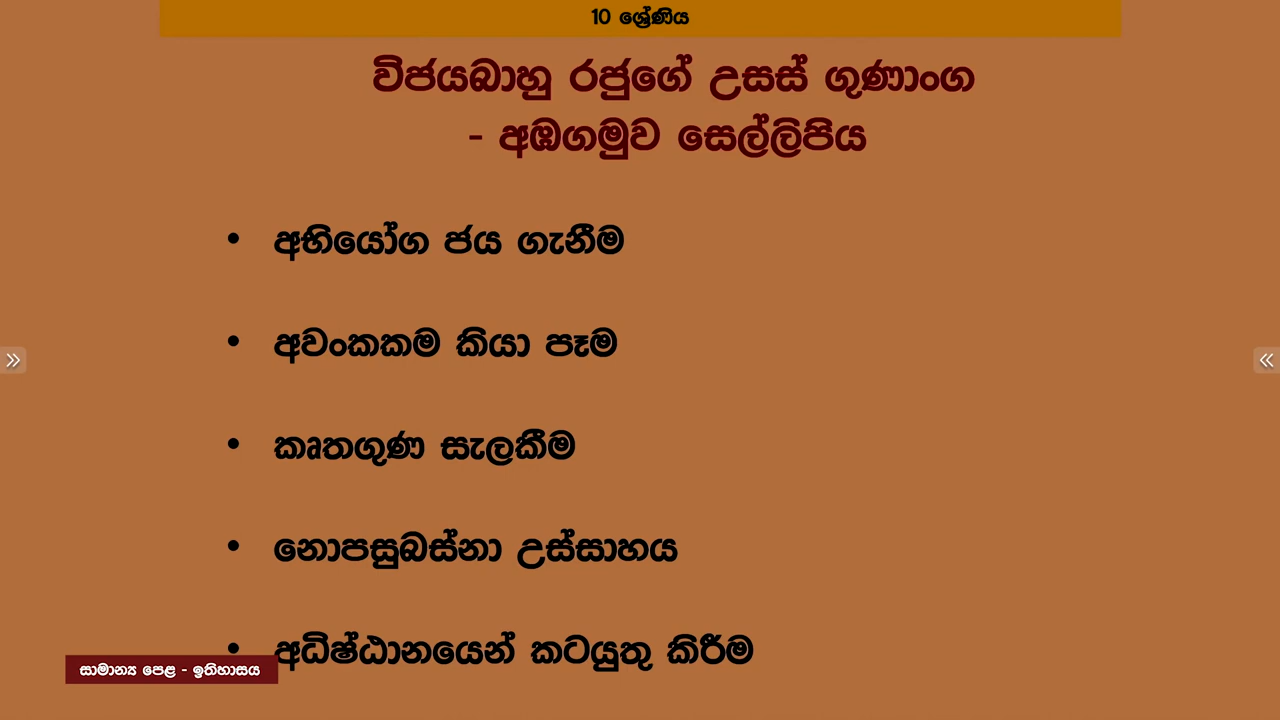 10 ශ්‍රේණිය
විජයබාහු රජුගේ උසස් ගුණාංග
- අඹගමුව සෙල්ලිපිය
• අභියෝග ජය ගැනීම
• අවංකකම කියා පෑම
• කෘතගුණ සැලකීම
• නොපසුබස්නා උස්සාහය
• අධිෂ්ඨානයෙන් කටයුතු කිරීම
සාමාන්‍ය පෙළ - ඉතිහාසය